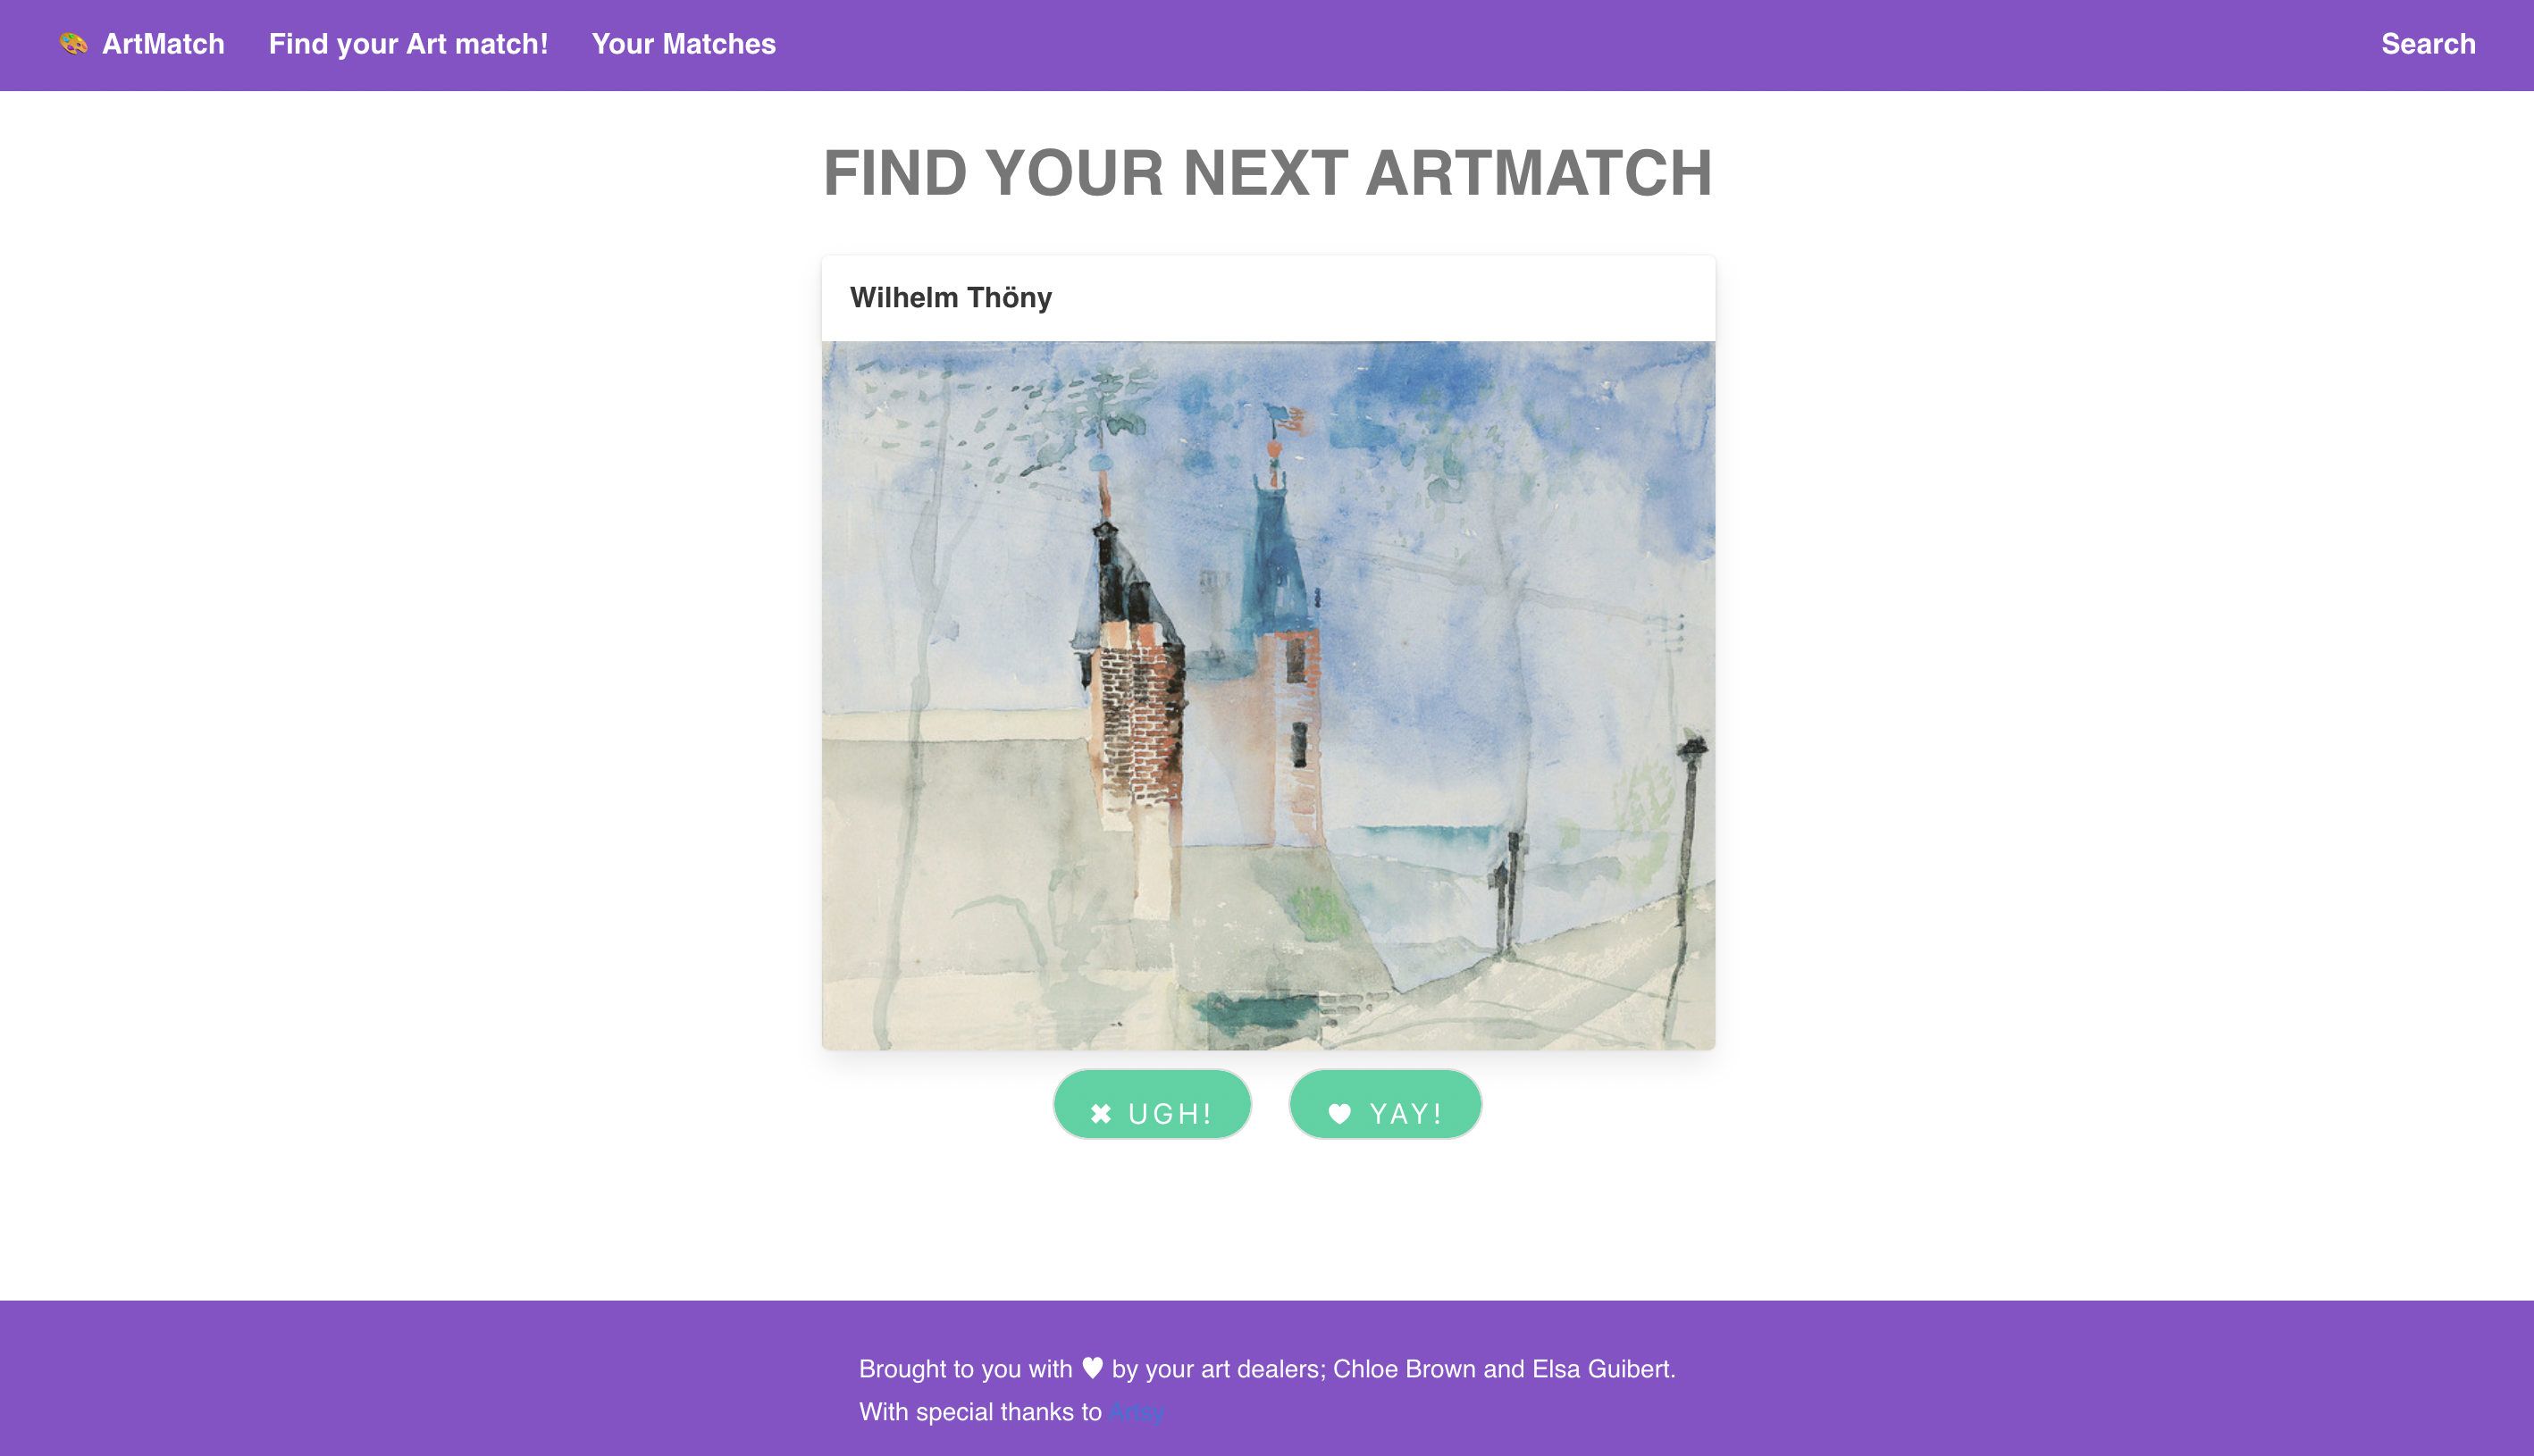 ArtMatch Find your Art match! Your Matches Search
FIND YOUR NEXT ARTMATCH
Wilhelm Thöny
✖ UGH! ♥ YAY!
Brought to you with ♥ by your art dealers; Chloe Brown and Elsa Guibert.
With special thanks to Artsy